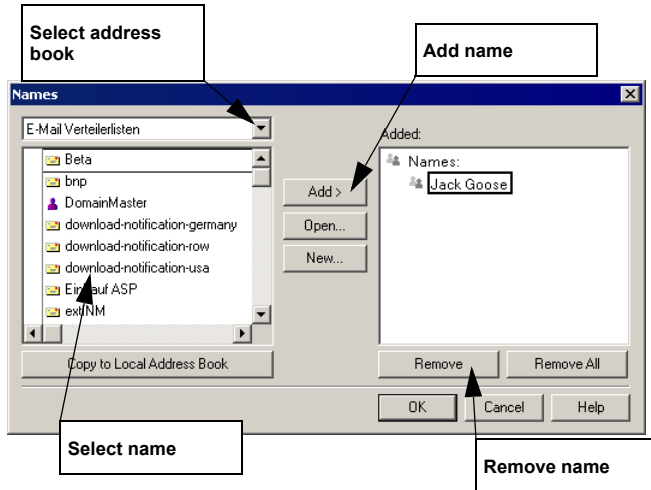 Select address
book
Add name
Names
E-Mail Verteilerlisten
Added:
Beta
bnp
DomainMaster
download-notification-germany
download-notification-row
download-notification-usa
Einkauf ASP
extNM
Add >
Open...
New...
Names:
Jack Goose
Copy to Local Address Book
Remove
Remove All
OK
Cancel
Help
Select name
Remove name